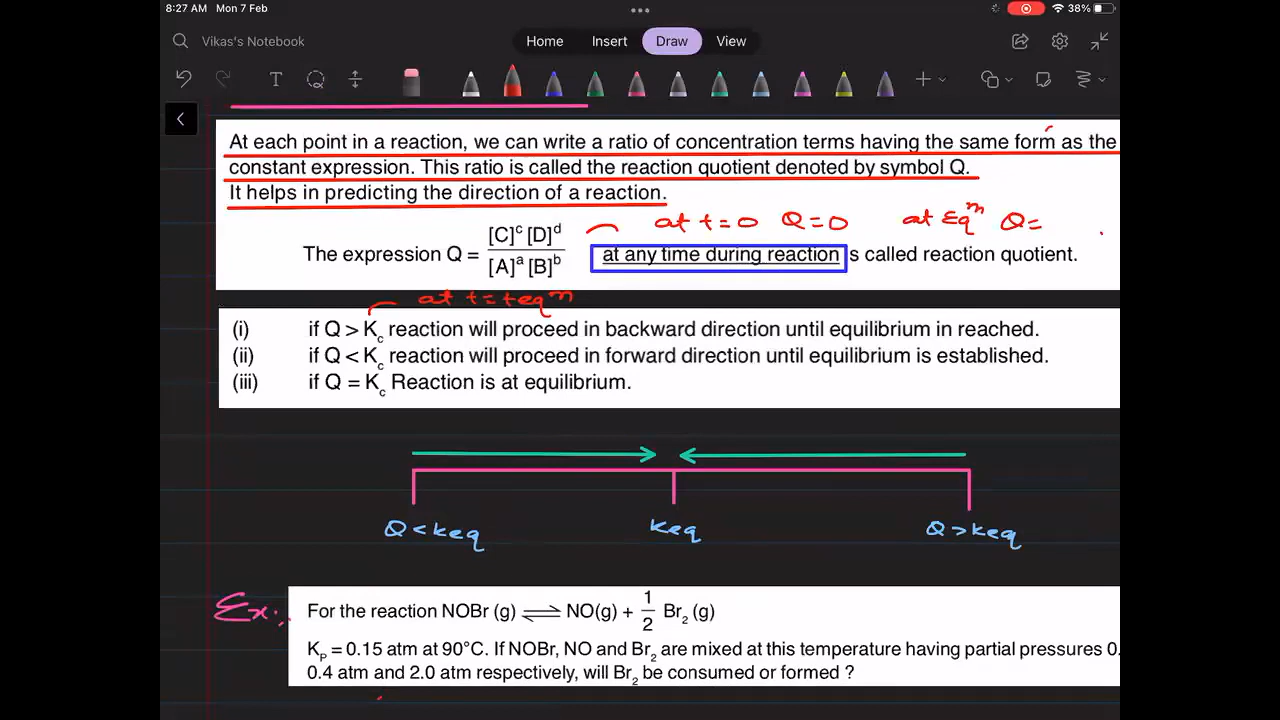 8:27 AM Mon 7 Feb
38%
Vikas's Notebook
Home Insert Draw View
At each point in a reaction, we can write a ratio of concentration terms having the same form as the
constant expression. This ratio is called the reaction quotient denoted by symbol Q.
It helps in predicting the direction of a reaction.
at t=0 Q=0 at Eqᵐ Q=
The expression Q = [C]ᶜ [D]ᵈ / [A]ᵃ [B]ᵇ at any time during reaction is called reaction quotient.
at t=teqᵐ
(i) if Q > Kc reaction will proceed in backward direction until equilibrium in reached.
(ii) if Q < Kc reaction will proceed in forward direction until equilibrium is established.
(iii) if Q = Kc Reaction is at equilibrium.
Q < keq keq Q > keq
Ex:
For the reaction NOBr (g) ⇌ NO(g) + 1/2 Br₂ (g)
Kₚ = 0.15 atm at 90°C. If NOBr, NO and Br₂ are mixed at this temperature having partial pressures 0.
0.4 atm and 2.0 atm respectively, will Br₂ be consumed or formed ?